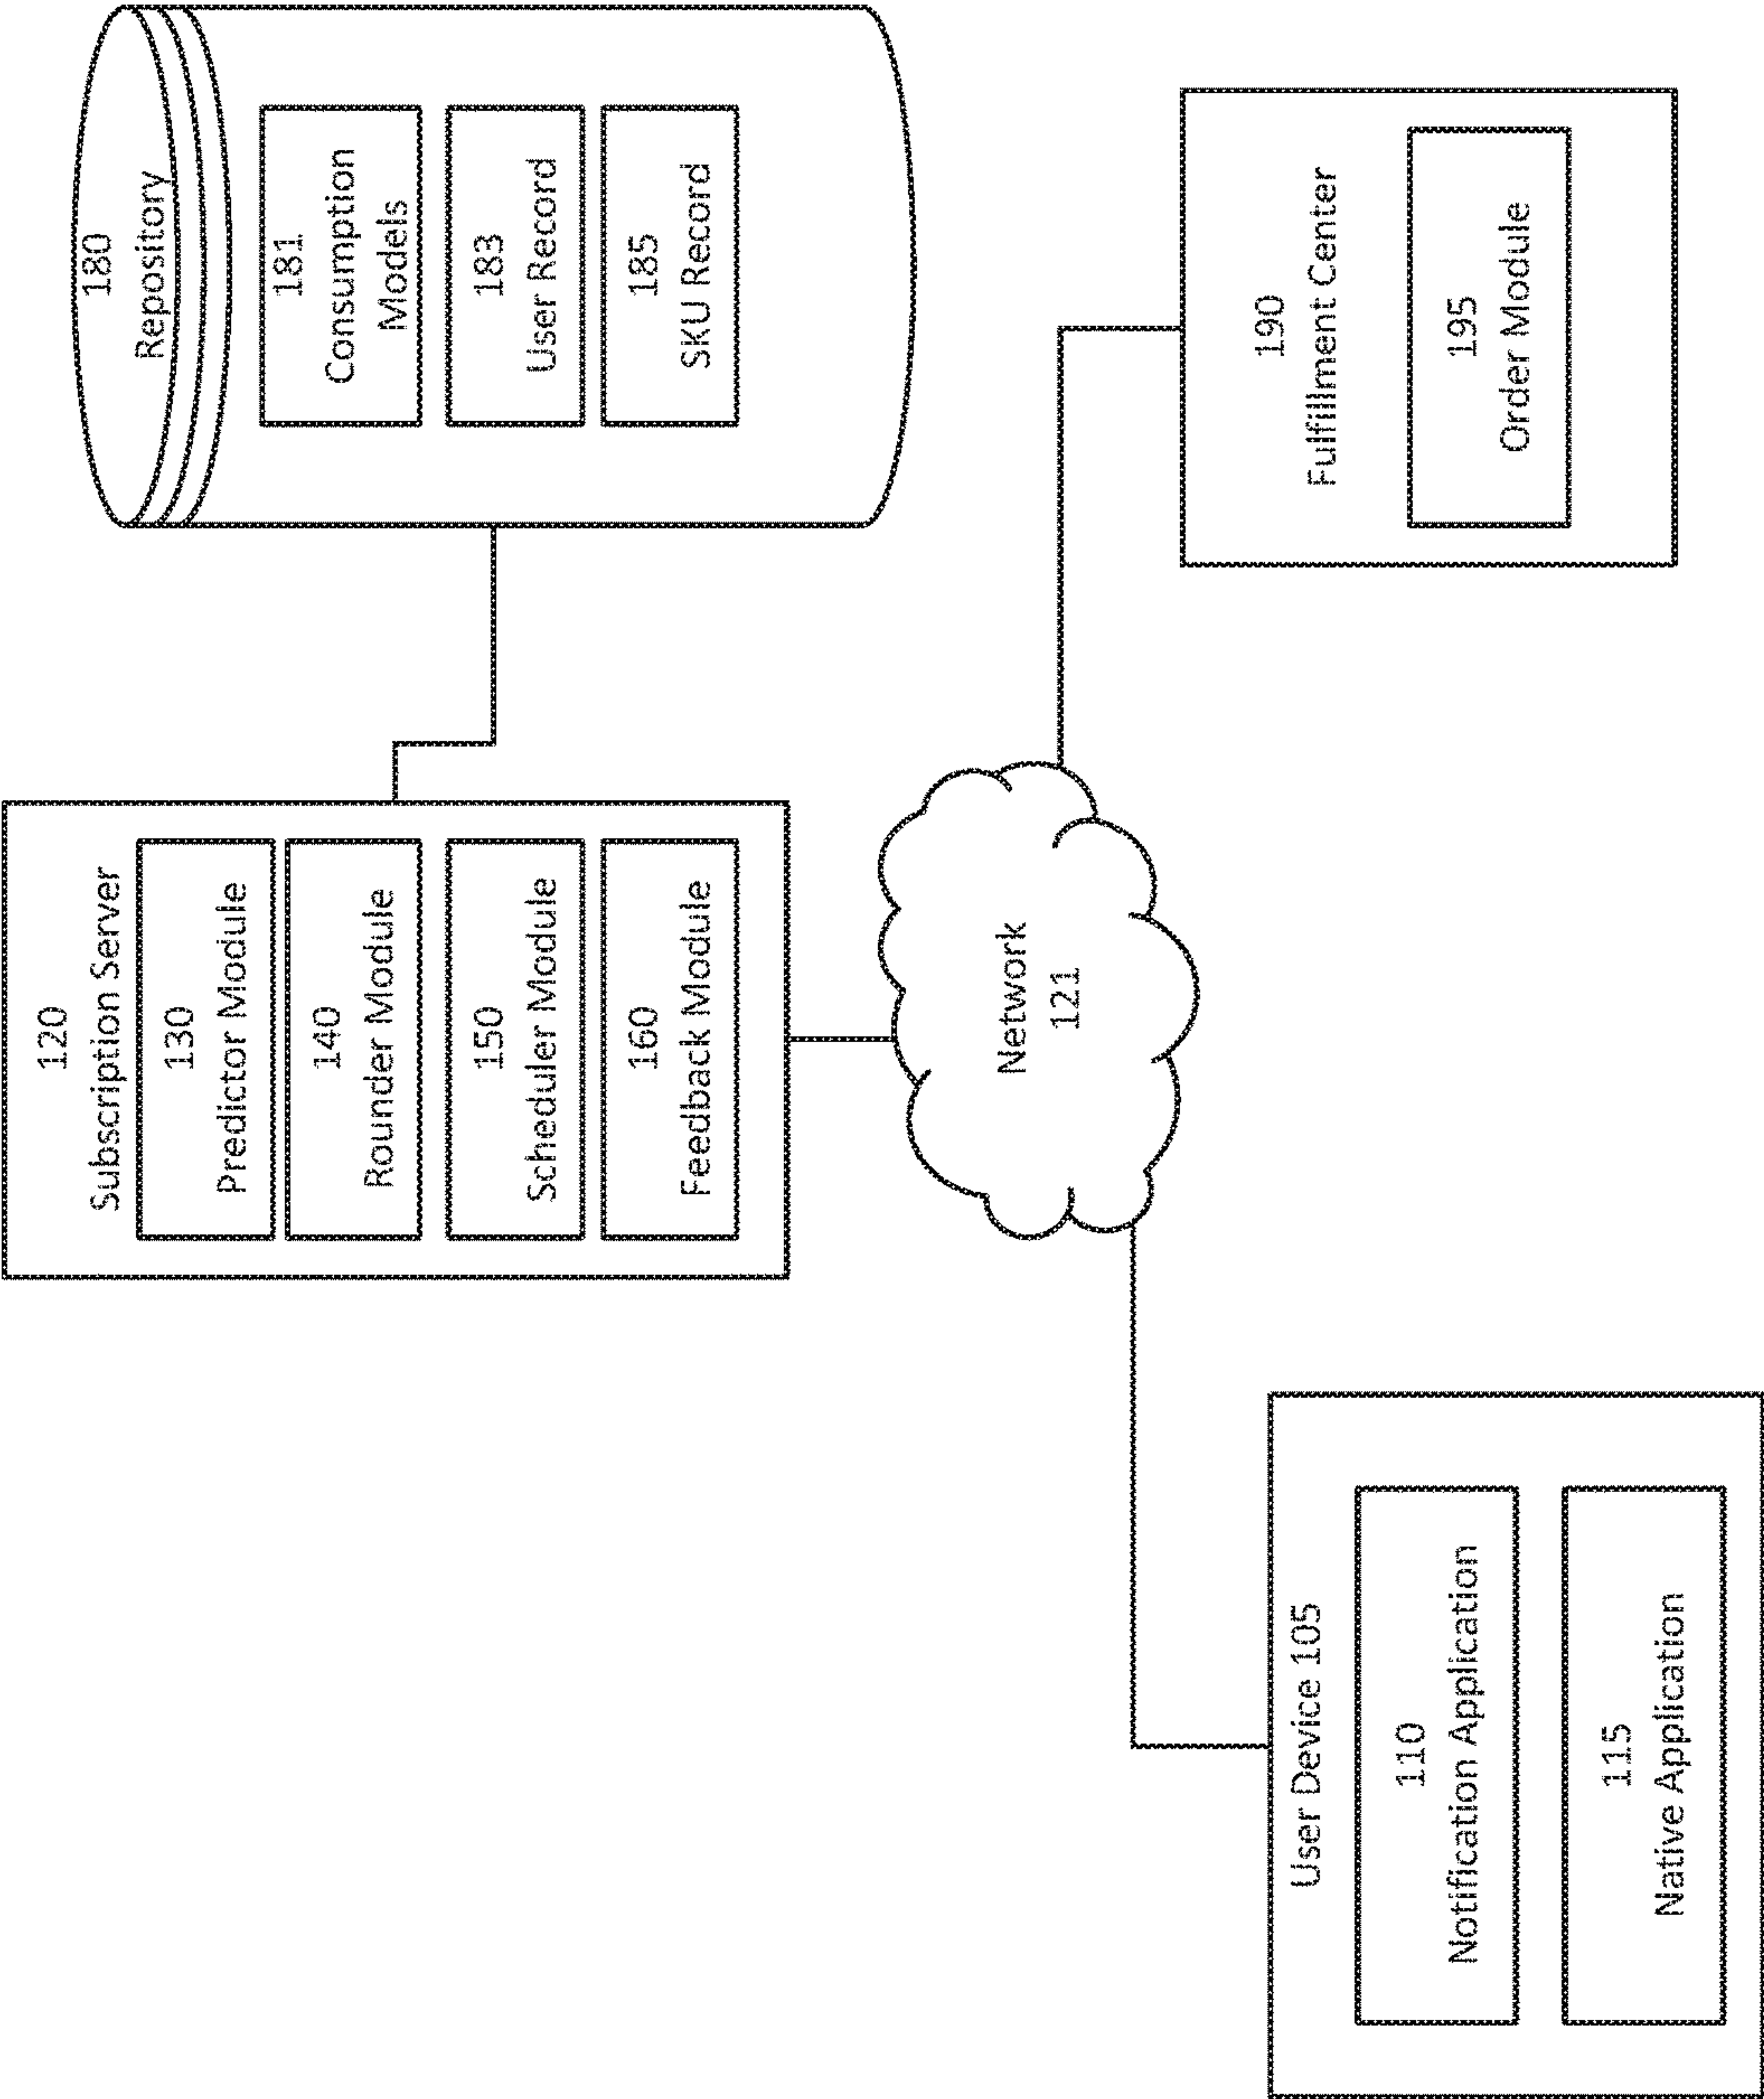 120
Subscription Server
130
Predictor Module
140
Rounder Module
150
Scheduler Module
160
Feedback Module
180
Repository
181
Consumption
Models
183
User Record
185
SKU Record
Network
121
User Device 105
110
Notification Application
115
Native Application
190
Fulfillment Center
195
Order Module